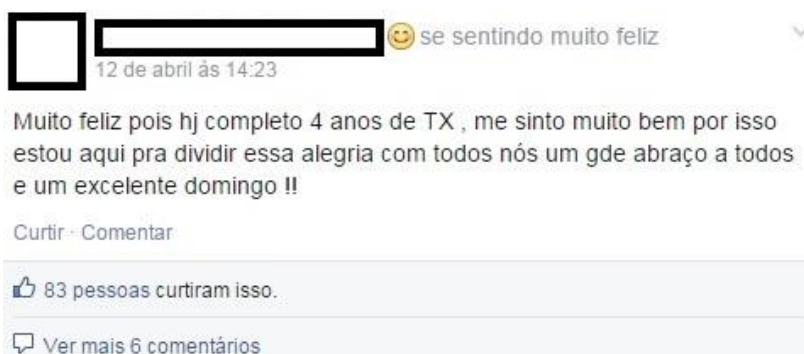 se sentindo muito feliz
12 de abril às 14:23
Muito feliz pois hj completo 4 anos de TX , me sinto muito bem por isso
estou aqui pra dividir essa alegria com todos nós um gde abraço a todos
e um excelente domingo !!
Curtir · Comentar
83 pessoas curtiram isso.
Ver mais 6 comentários